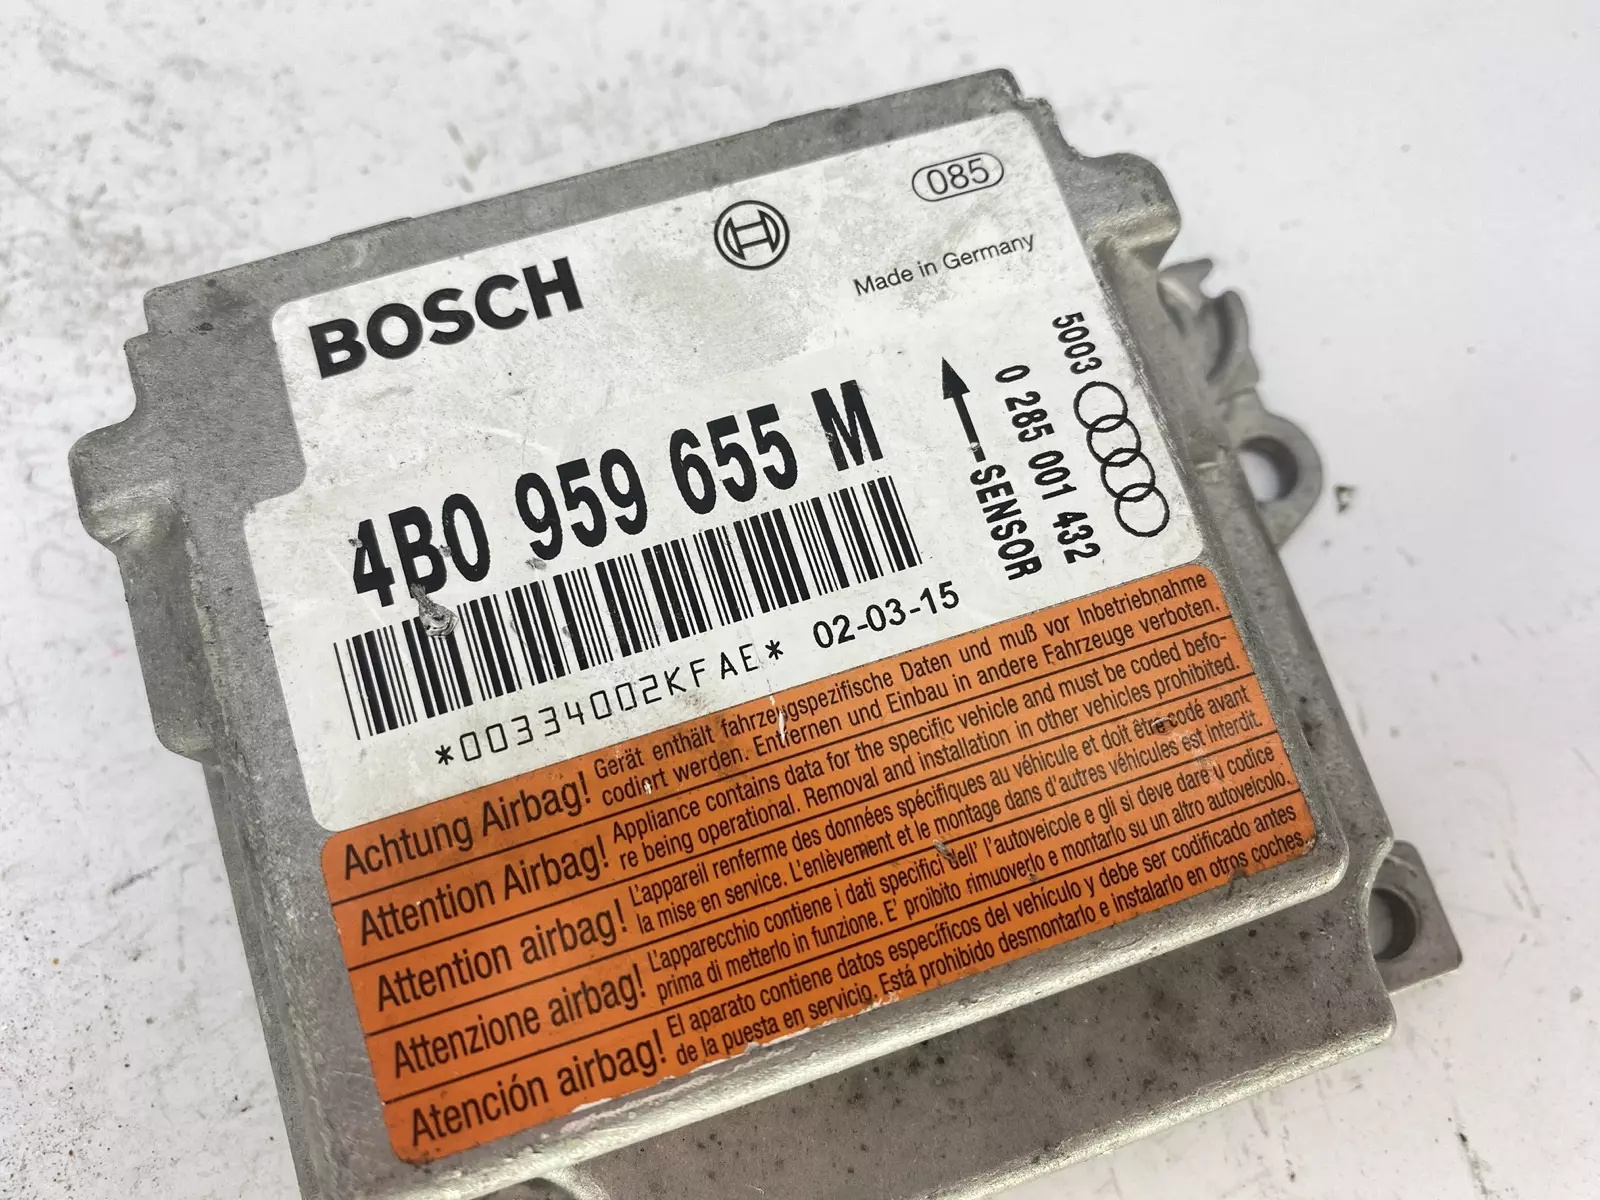 085
BOSCH
Made in Germany
4B0 959 655 M
SENSOR
0 285 001 432
5003
*00334002KFAE* 02-03-15
Achtung Airbag! Gerät enthält fahrzeugspezifische Daten und muß vor Inbetriebnahme
codiert werden. Entfernen und Einbau in andere Fahrzeuge verboten.
Attention Airbag! Appliance contains data for the specific vehicle and must be coded befo-
re being operational. Removal and installation in other vehicles prohibited.
Attention airbag! L'appareil renferme des données spécifiques au véhicule et doit être codé avant
la mise en service. L'enlèvement et le montage dans d'autres véhicules est interdit.
Attenzione airbag! L'apparecchio contiene i dati specifici dell' l'autoveicole e gli si deve dare il codice
prima di metterlo in funzione. E' proibito rimuoverlo e montarlo su un altro autoveicolo.
Atención airbag! El aparato contiene datos específicos del vehículo y debe ser codificado antes
de la puesta en servicio. Está prohibido desmontarlo e instalarlo en otros coches.